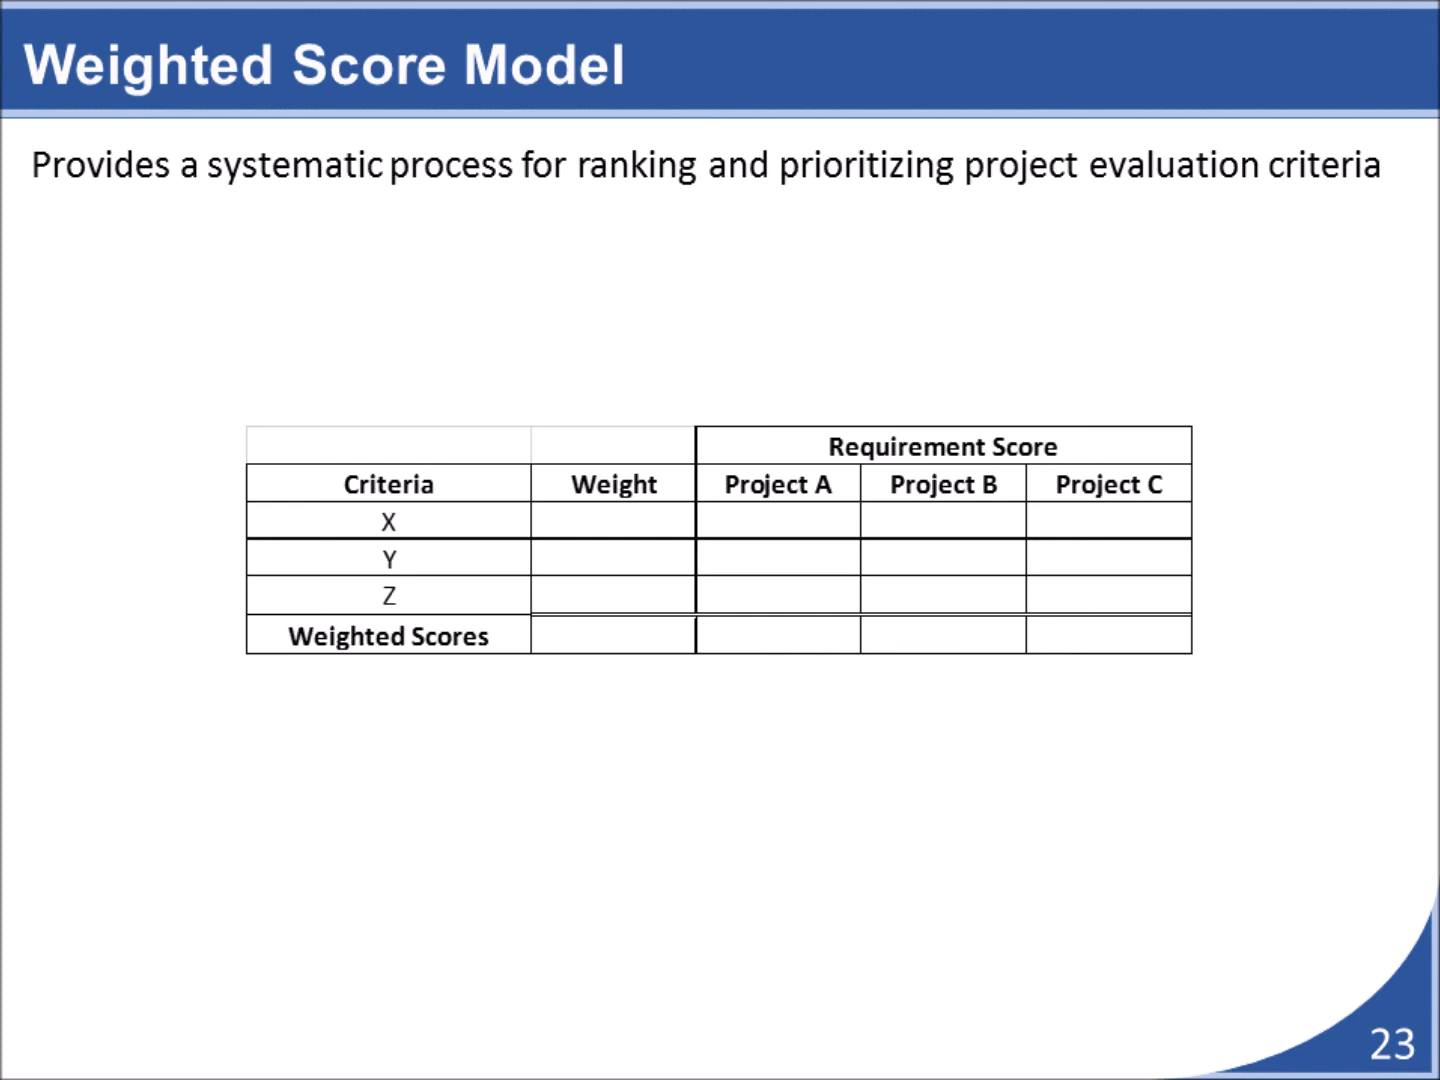 Weighted Score Model
Provides a systematic process for ranking and prioritizing project evaluation criteria
Requirement Score
Criteria Weight Project A Project B Project C
X
Y
Z
Weighted Scores
23